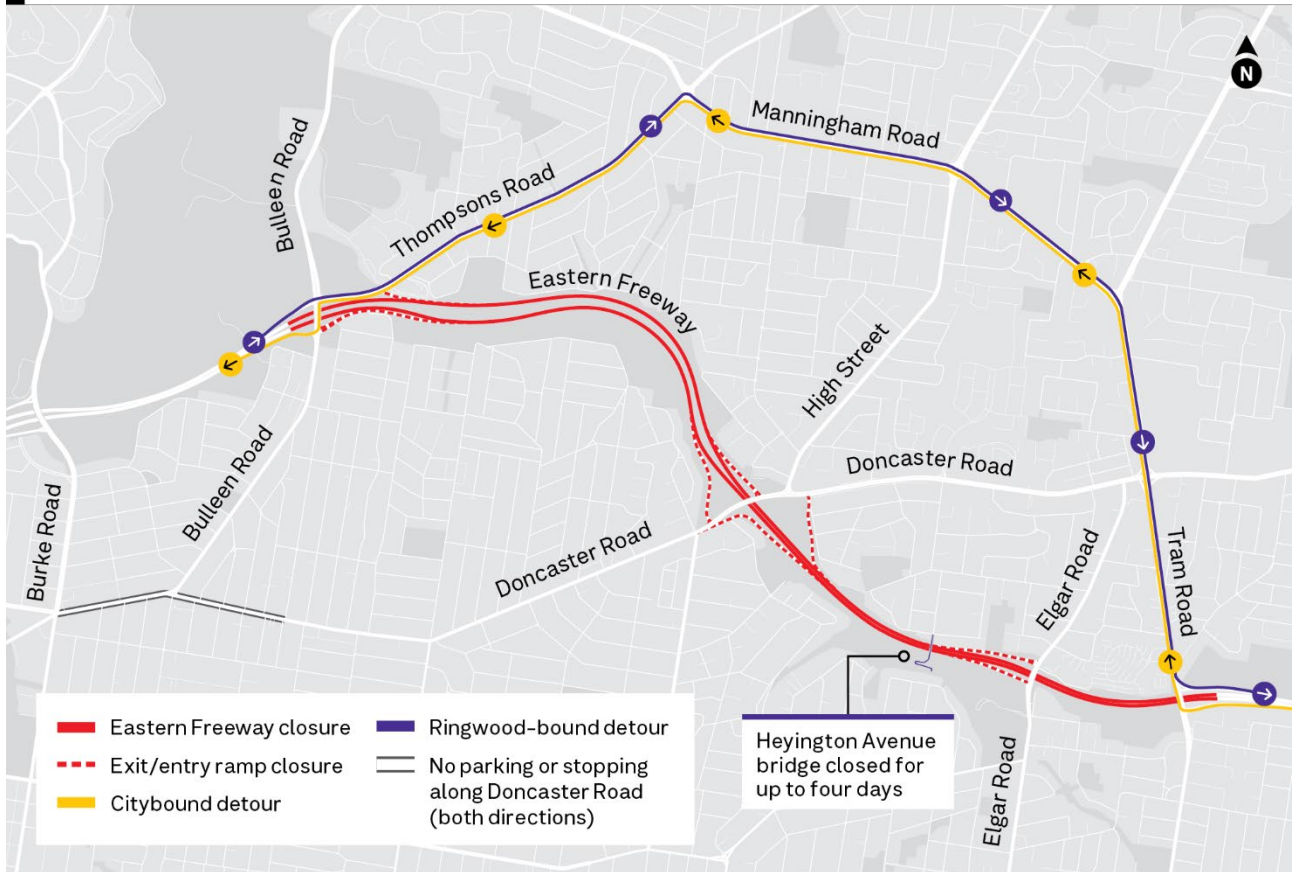 N
Manningham Road
Bulleen Road
Thompsons Road
Eastern Freeway
High Street
Doncaster Road
Bulleen Road
Burke Road
Doncaster Road
Elgar Road
Tram Road
Elgar Road
Eastern Freeway closure
Exit/entry ramp closure
Citybound detour
Ringwood-bound detour
No parking or stopping
along Doncaster Road
(both directions)
Heyington Avenue
bridge closed for
up to four days